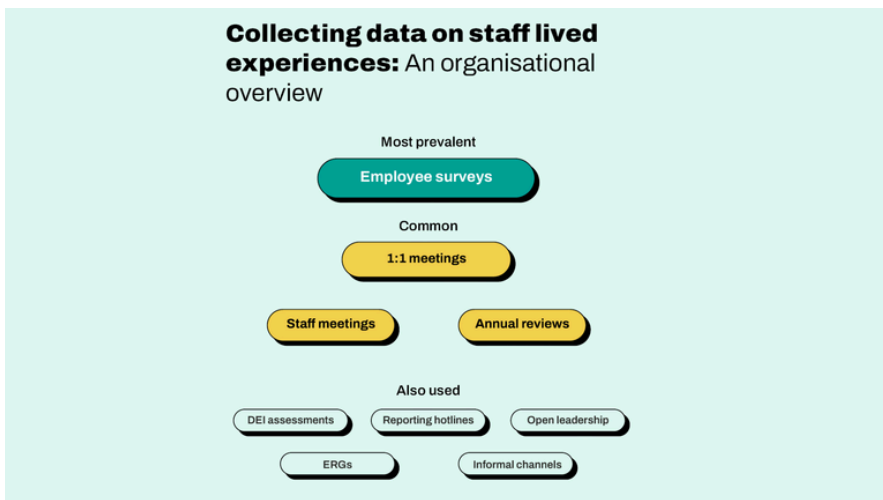 Collecting data on staff lived
experiences: An organisational
overview
Most prevalent
Employee surveys
Common
1:1 meetings
Staff meetings
Annual reviews
Also used
DEI assessments
Reporting hotlines
Open leadership
ERGs
Informal channels